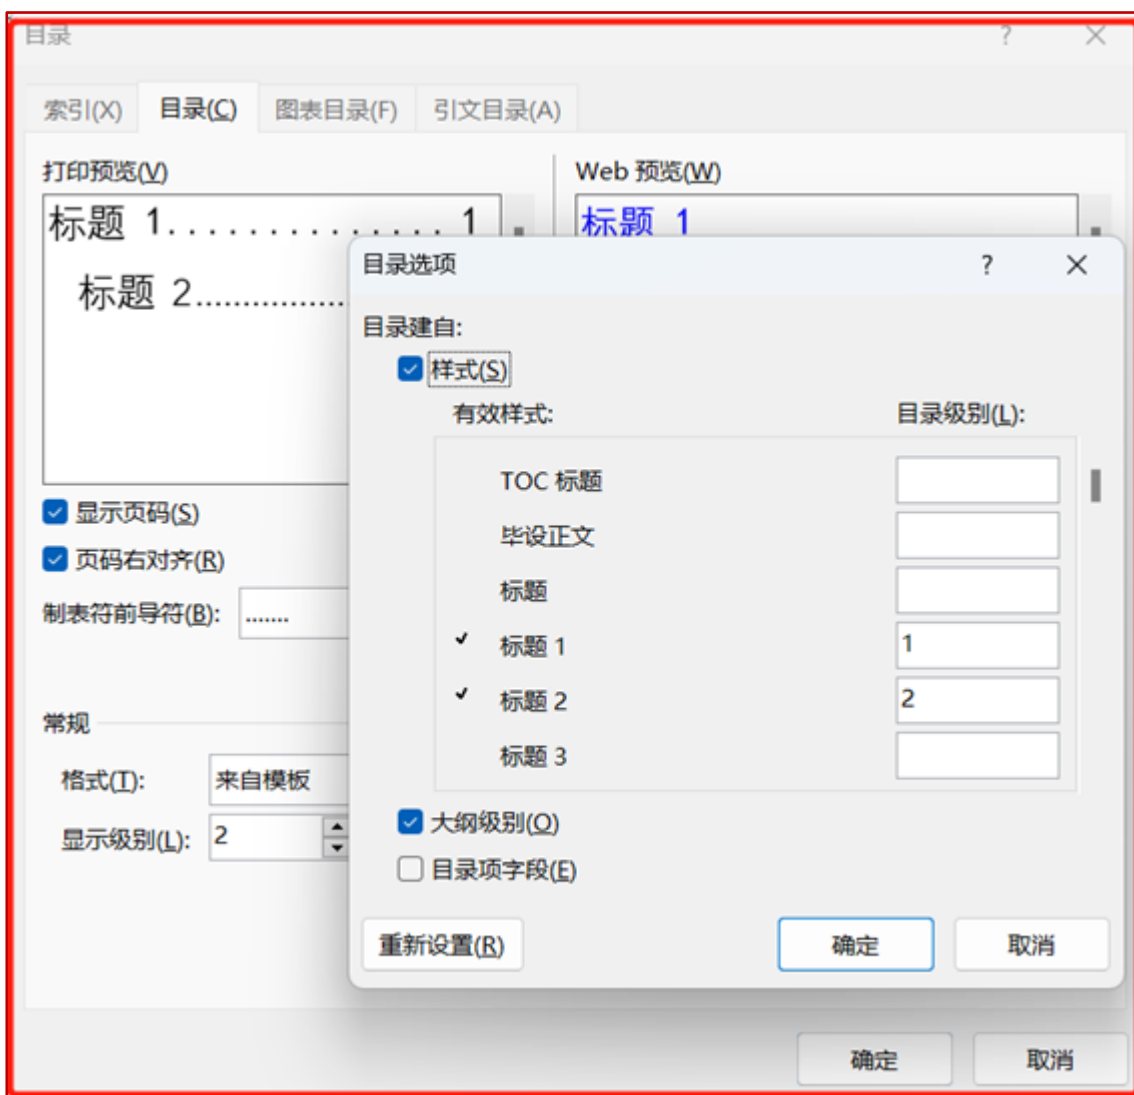 目录
索引(X) 目录(C) 图表目录(F) 引文目录(A)
打印预览(V)
标题 1..............1
标题 2................
Web 预览(W)
标题 1
显示页码(S)
页码右对齐(R)
制表符前导符(B): .......
常规
格式(T): 来自模板
显示级别(L): 2
目录选项
目录建自:
样式(S)
有效样式: 目录级别(L):
TOC 标题
毕设正文
标题
标题 1 1
标题 2 2
标题 3
大纲级别(O)
目录项字段(E)
重新设置(R) 确定 取消
确定 取消